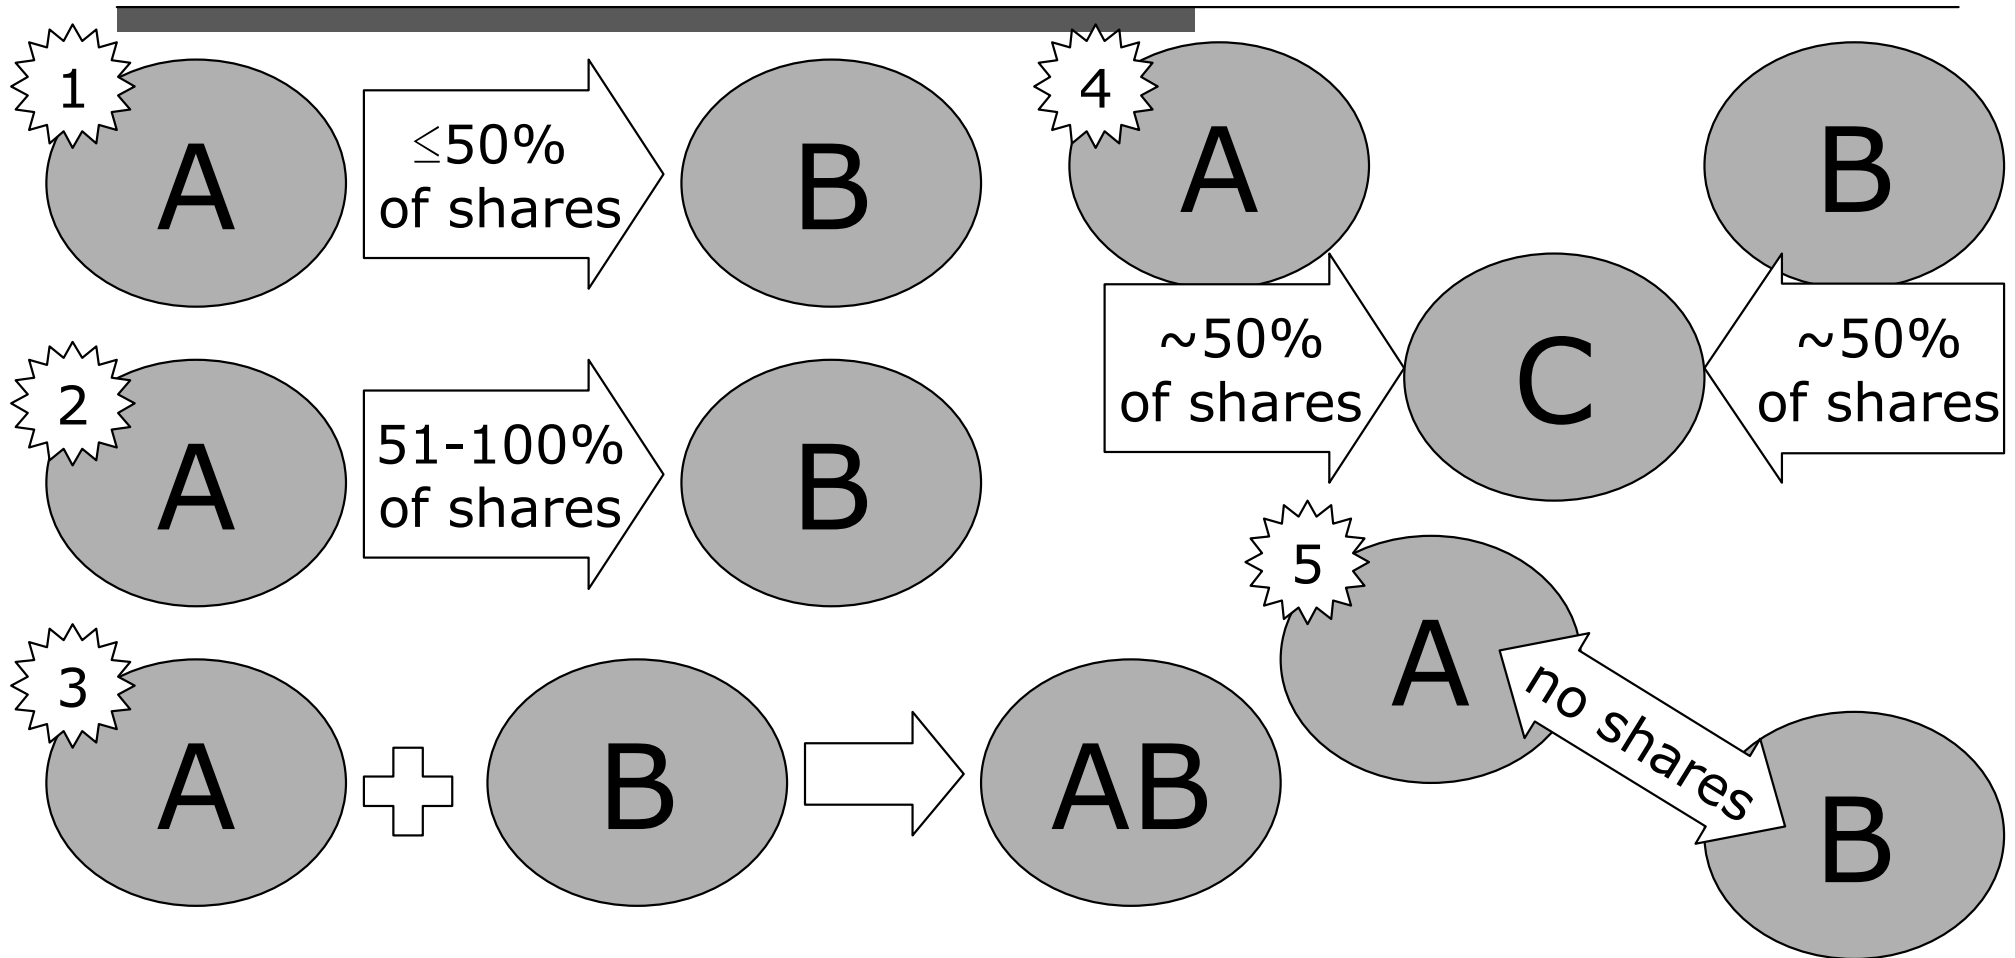 1
A
≤50%
of shares
B
2
A
51-100%
of shares
B
3
A
B
AB
4
A
B
~50%
of shares
C
~50%
of shares
5
A
no shares
B